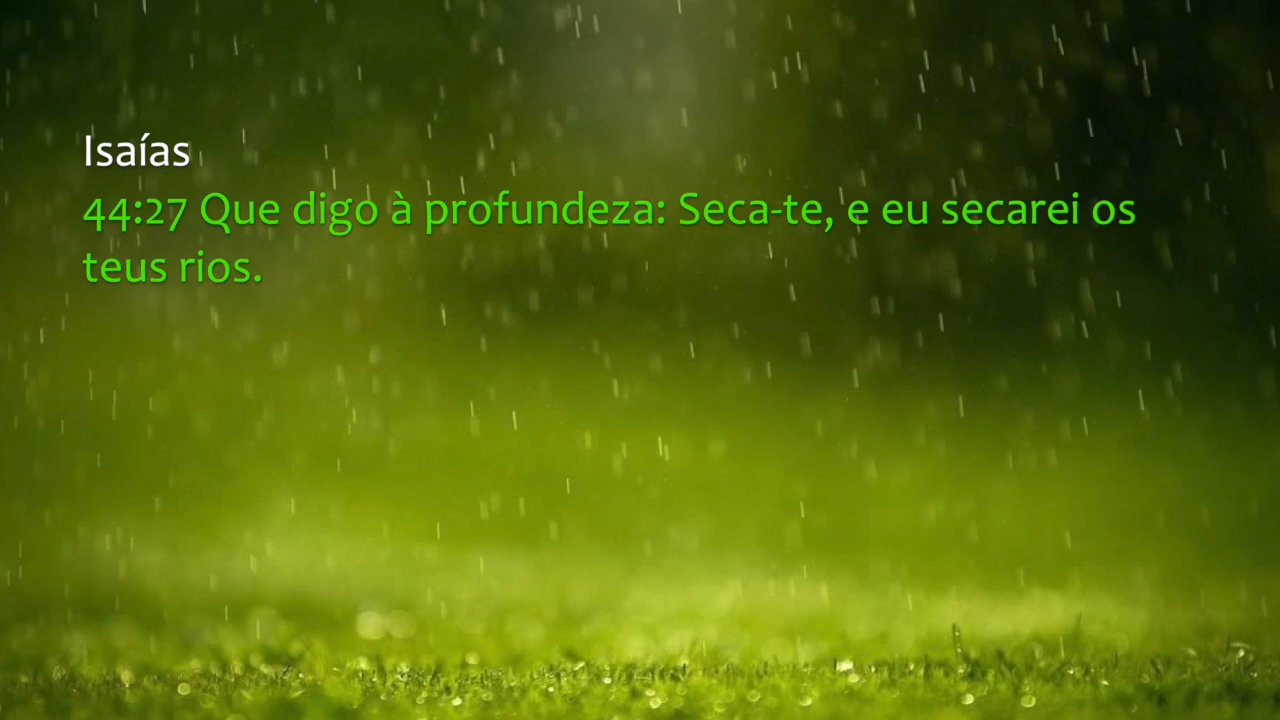 Isaías
44:27 Que digo à profundeza: Seca-te, e eu secarei os
teus rios.